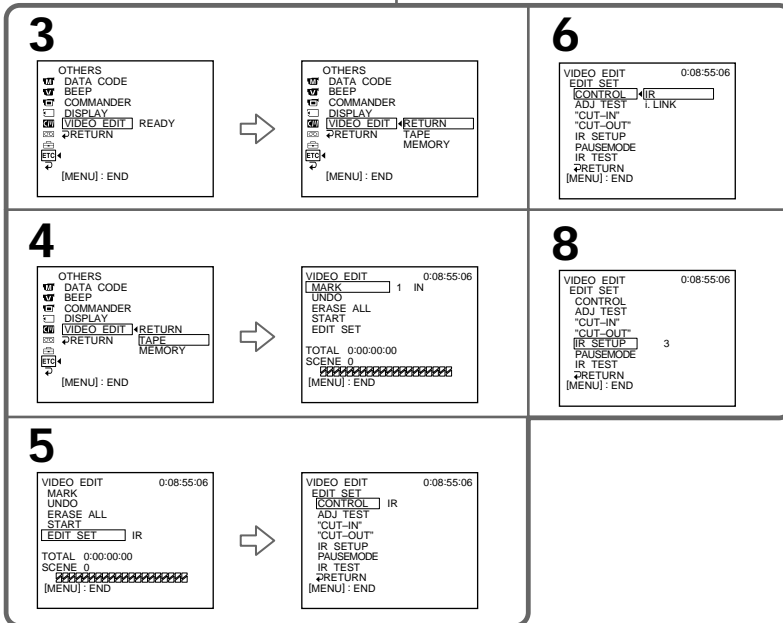 3
OTHERS
DATA CODE
BEEP
COMMANDER
DISPLAY
VIDEO EDIT READY
RETURN
ETC
[MENU] : END
OTHERS
DATA CODE
BEEP
COMMANDER
DISPLAY
VIDEO EDIT RETURN
RETURN TAPE
MEMORY
ETC
[MENU] : END
4
OTHERS
DATA CODE
BEEP
COMMANDER
DISPLAY
VIDEO EDIT RETURN
RETURN TAPE
MEMORY
ETC
[MENU] : END
VIDEO EDIT 0:08:55:06
MARK 1 IN
UNDO
ERASE ALL
START
EDIT SET
TOTAL 0:00:00:00
SCENE 0
[MENU] : END
5
VIDEO EDIT 0:08:55:06
MARK
UNDO
ERASE ALL
START
EDIT SET IR
TOTAL 0:00:00:00
SCENE 0
[MENU] : END
VIDEO EDIT 0:08:55:06
EDIT SET
CONTROL IR
ADJ TEST
"CUT–IN"
"CUT–OUT"
IR SETUP
PAUSEMODE
IR TEST
RETURN
[MENU] : END
6
VIDEO EDIT 0:08:55:06
EDIT SET
CONTROL IR
ADJ TEST i. LINK
"CUT–IN"
"CUT–OUT"
IR SETUP
PAUSEMODE
IR TEST
RETURN
[MENU] : END
8
VIDEO EDIT 0:08:55:06
EDIT SET
CONTROL
ADJ TEST
"CUT–IN"
"CUT–OUT"
IR SETUP 3
PAUSEMODE
IR TEST
RETURN
[MENU] : END